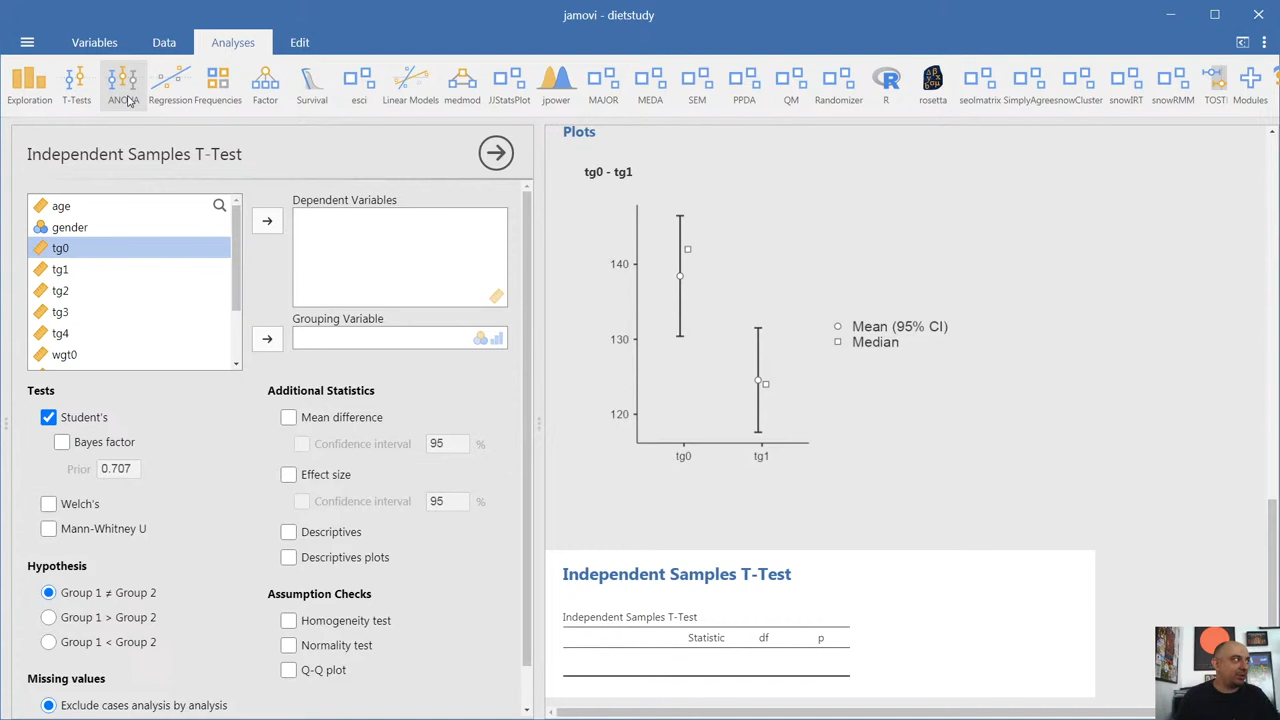 jamovi - dietstudy
Variables Data Analyses Edit
Exploration T-Tests ANOVA Regression Frequencies Factor Survival esci Linear Models medmod JJStatsPlot jpower MAJOR MEDA SEM PPDA QM Randomizer R rosetta seolmatrix SimplyAgree snowCluster snowIRT snowRMM TOST Modules
Independent Samples T-Test
age
gender
tg0
tg1
tg2
tg3
tg4
wgt0
Dependent Variables
Grouping Variable
Tests
Student's
Bayes factor
Prior 0.707
Welch's
Mann-Whitney U
Hypothesis
Group 1 ≠ Group 2
Group 1 > Group 2
Group 1 < Group 2
Missing values
Exclude cases analysis by analysis
Additional Statistics
Mean difference
Confidence interval 95 %
Effect size
Confidence interval 95 %
Descriptives
Descriptives plots
Assumption Checks
Homogeneity test
Normality test
Q-Q plot
Plots
tg0 - tg1
140
130
120
tg0 tg1
Mean (95% CI)
Median
Independent Samples T-Test
Independent Samples T-Test
Statistic df p